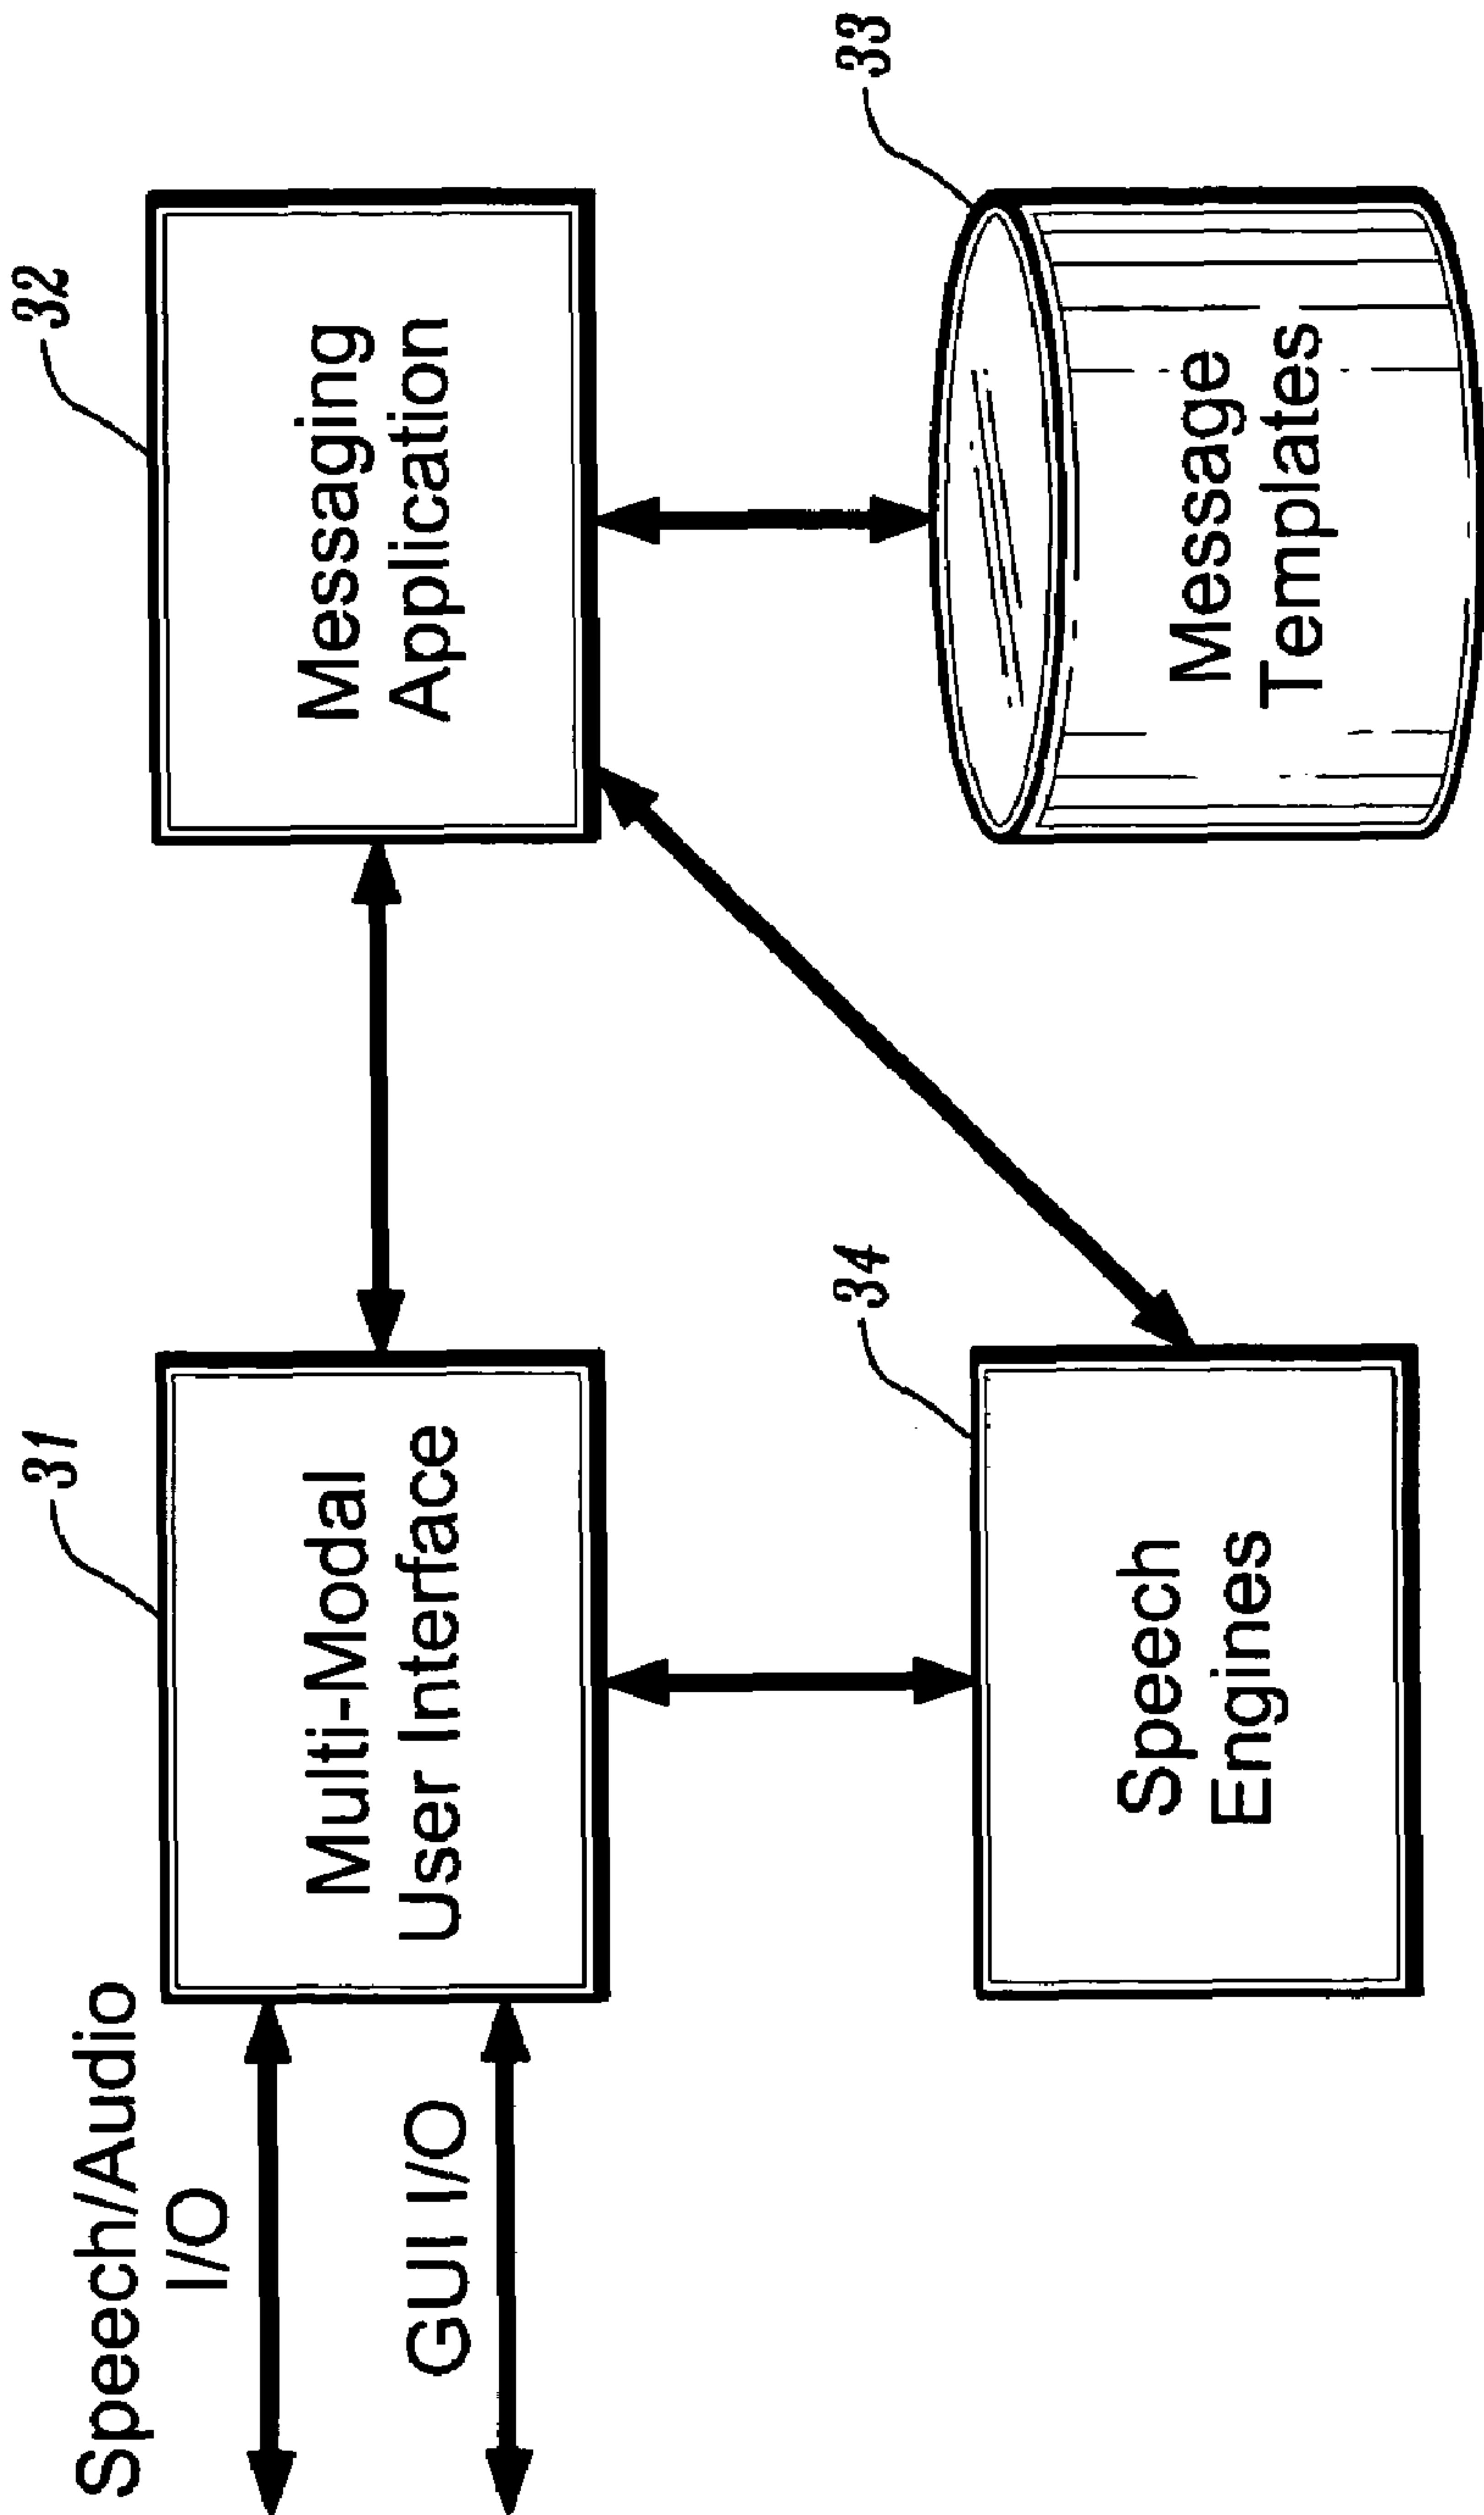 Speech/Audio
I/O
GUI I/O
31
Multi-Modal
User Interface
32
Messaging
Application
34
Speech
Engines
33
Message
Templates